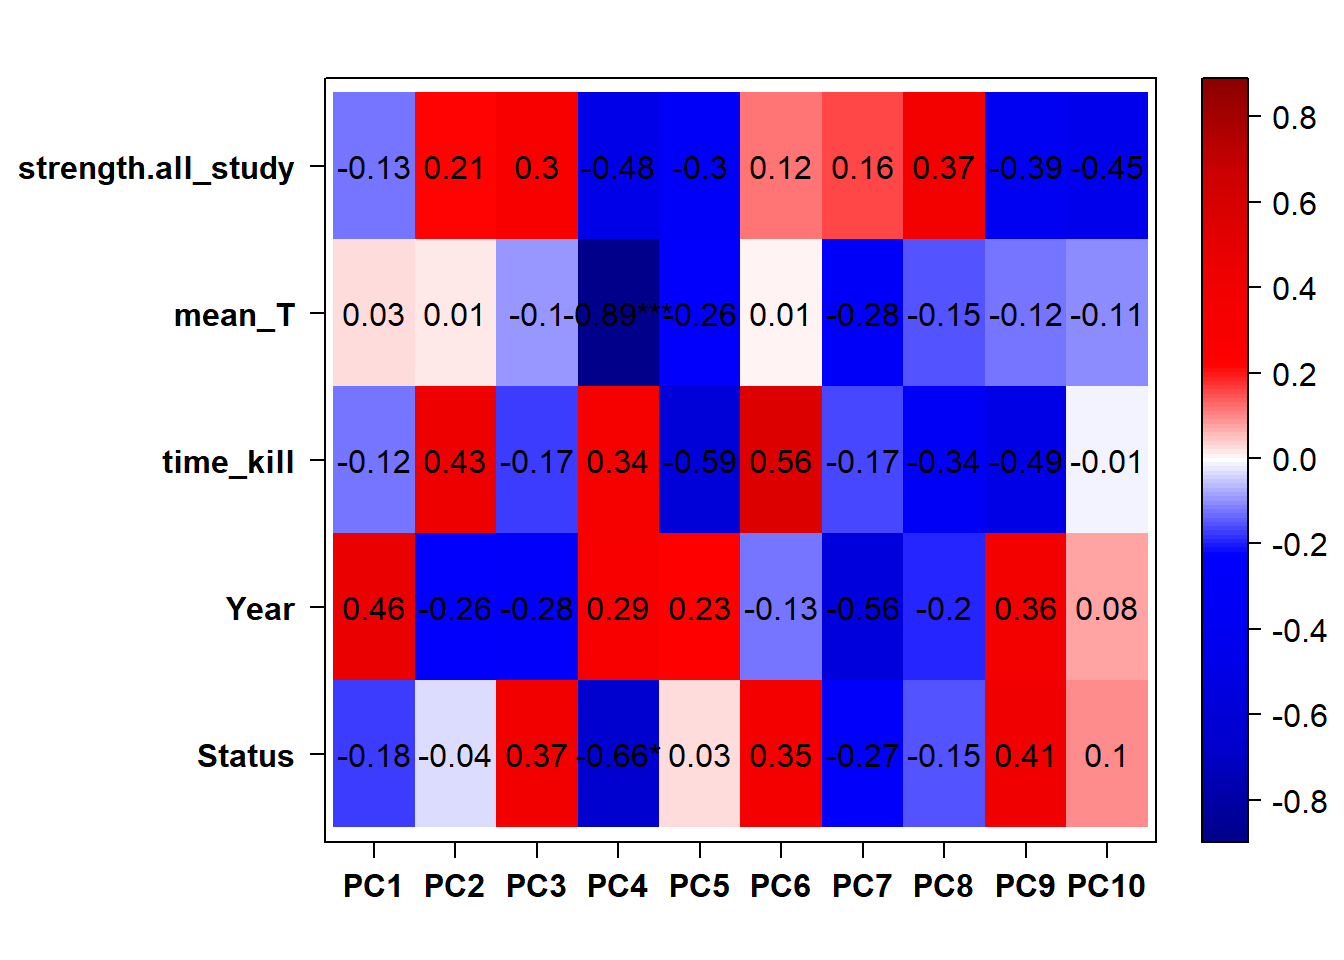 strength.all_study -0.13 0.21 0.3 -0.48 -0.3 0.12 0.16 0.37 -0.39 -0.45
mean_T 0.03 0.01 -0.1 -0.89*** -0.26 0.01 -0.28 -0.15 -0.12 -0.11
time_kill -0.12 0.43 -0.17 0.34 -0.59 0.56 -0.17 -0.34 -0.49 -0.01
Year 0.46 -0.26 -0.28 0.29 0.23 -0.13 -0.56 -0.2 0.36 0.08
Status -0.18 -0.04 0.37 -0.66* 0.03 0.35 -0.27 -0.15 0.41 0.1
PC1 PC2 PC3 PC4 PC5 PC6 PC7 PC8 PC9 PC10
0.8
0.6
0.4
0.2
0.0
-0.2
-0.4
-0.6
-0.8